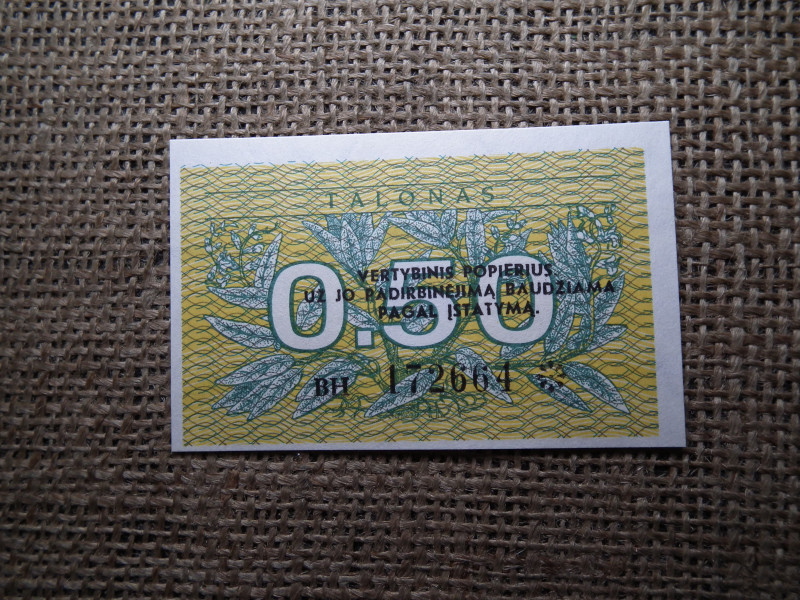 TALONAS
0.50
VERTYBINIS POPIERIUS
UŽ JO PADIRBINĖJIMĄ BAUDŽIAMA
PAGAL ĮSTATYMĄ.
BH 172664